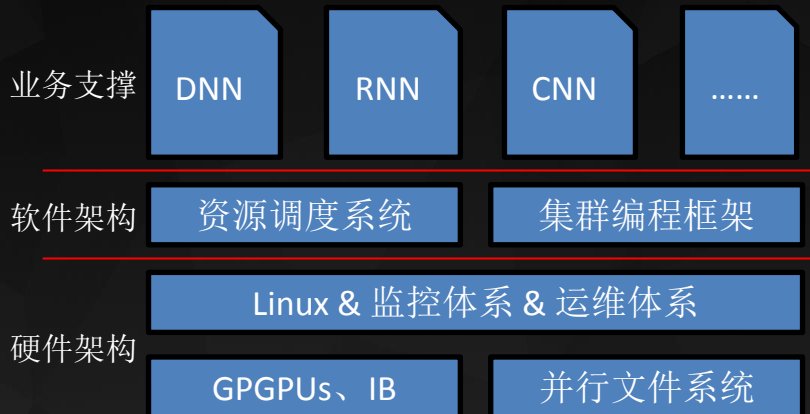 业务支撑
DNN
RNN
CNN
……
软件架构
资源调度系统
集群编程框架
硬件架构
Linux & 监控体系 & 运维体系
GPGPUs、IB
并行文件系统